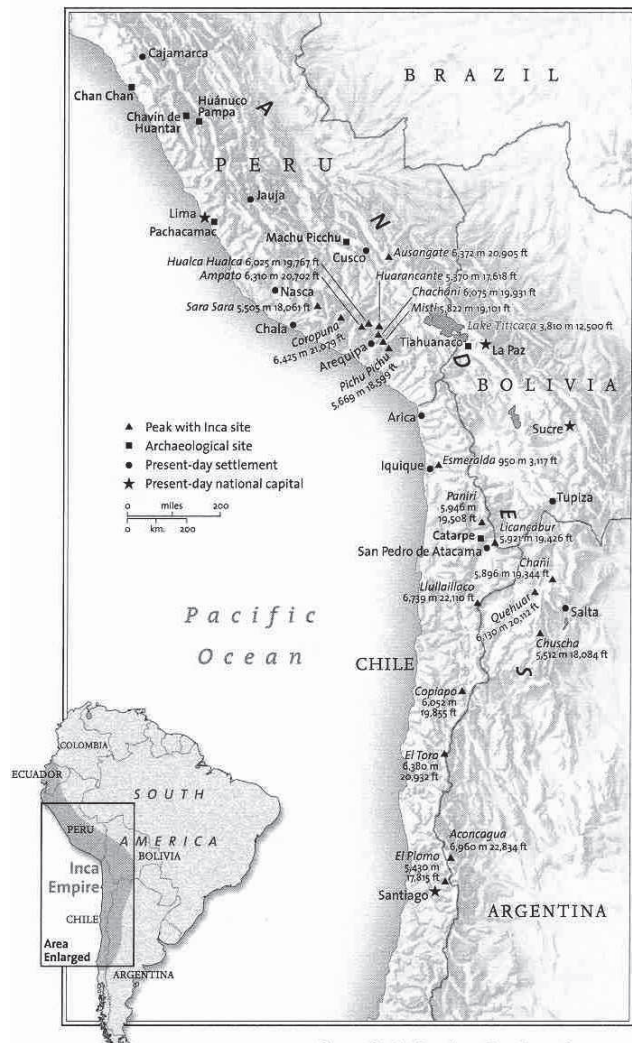 Cajamarca
BRAZIL
Chan Chan
Huánuco
Pampa
Chavín de
Huantar
A
PERU
Jauja
Lima
Pachacamac
N
Machu Picchu
Cusco
Ausangate 6,372 m 20,905 ft
Hualca Hualca 6,025 m 19,767 ft
Huarancante 5,370 m 17,618 ft
Ampato 6,310 m 20,702 ft
Chachani 6,075 m 19,931 ft
Nasca
Misti 5,822 m 19,101 ft
Sara Sara 5,505 m 18,061 ft
Coropuna
6,425 m 21,079 ft
Chala
Lake Titicaca 3,810 m 12,500 ft
Arequipa
Tiahuanaco
La Paz
Pichu Pichu
5,669 m 18,599 ft
D
BOLIVIA
Arica
Sucre
Peak with Inca site
Archaeological site
Present-day settlement
Present-day national capital
Iquique
Esmeralda 950 m 3,117 ft
0 miles 200
0 km. 200
Paniri
5,946 m
19,508 ft
E
Tupiza
Licancabur
5,921 m 19,426 ft
Catarpe
San Pedro de Atacama
Chañi
5,896 m 19,344 ft
Llullaillaco
6,739 m 22,110 ft
Quehuar
6,130 m 20,112 ft
Salta
Chuscha
5,512 m 18,084 ft
Pacific
Ocean
CHILE
S
Copiapo
6,052 m
19,855 ft
El Toro
6,380 m
20,932 ft
Aconcagua
6,960 m 22,834 ft
El Plomo
5,430 m
17,815 ft
Santiago
ARGENTINA
COLOMBIA
ECUADOR
SOUTH
AMERICA
PERU
BOLIVIA
Inca
Empire
CHILE
Area
Enlarged
ARGENTINA